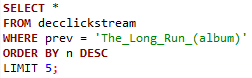 SELECT *
FROM decclickstream
WHERE prev = 'The_Long_Run_(album)'
ORDER BY n DESC
LIMIT 5;